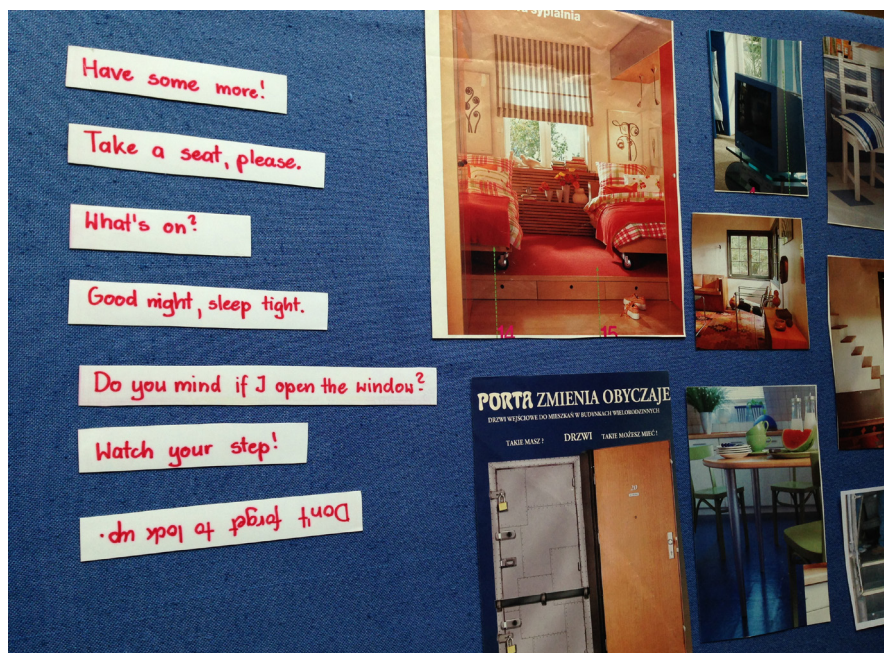 Have some more!
Take a seat, please.
What's on?
Good night, sleep tight.
Do you mind if I open the window?
Watch your step!
Don't forget to lock up.
sypialnia
14
15
PORTA ZMIENIA OBYCZAJE
DRZWI WEJŚCIOWE DO MIESZKAŃ W BUDYNKACH WIELORODZINNYCH
TAKIE MASZ ? DRZWI TAKIE MOŻESZ MIEĆ !
20